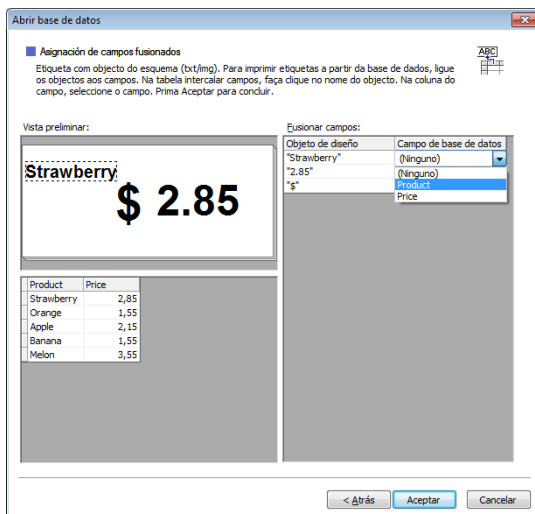 Abrir base de datos
Asignación de campos fusionados
ABC
Etiqueta com objecto do esquema (txt/img). Para imprimir etiquetas a partir da base de dados, ligue
os objectos aos campos. Na tabela intercalar campos, faça clique no nome do objecto. Na coluna do
campo, seleccione o campo. Prima Aceptar para concluir.
Vista preliminar:
Strawberry
$ 2.85
Fusionar campos:
Objeto de diseño Campo de base de datos
"Strawberry" (Ninguno)
"2.85" (Ninguno)
"$" Product
Price
Product Price
Strawberry 2,85
Orange 1,55
Apple 2,15
Banana 1,55
Melon 3,55
< Atrás Aceptar Cancelar